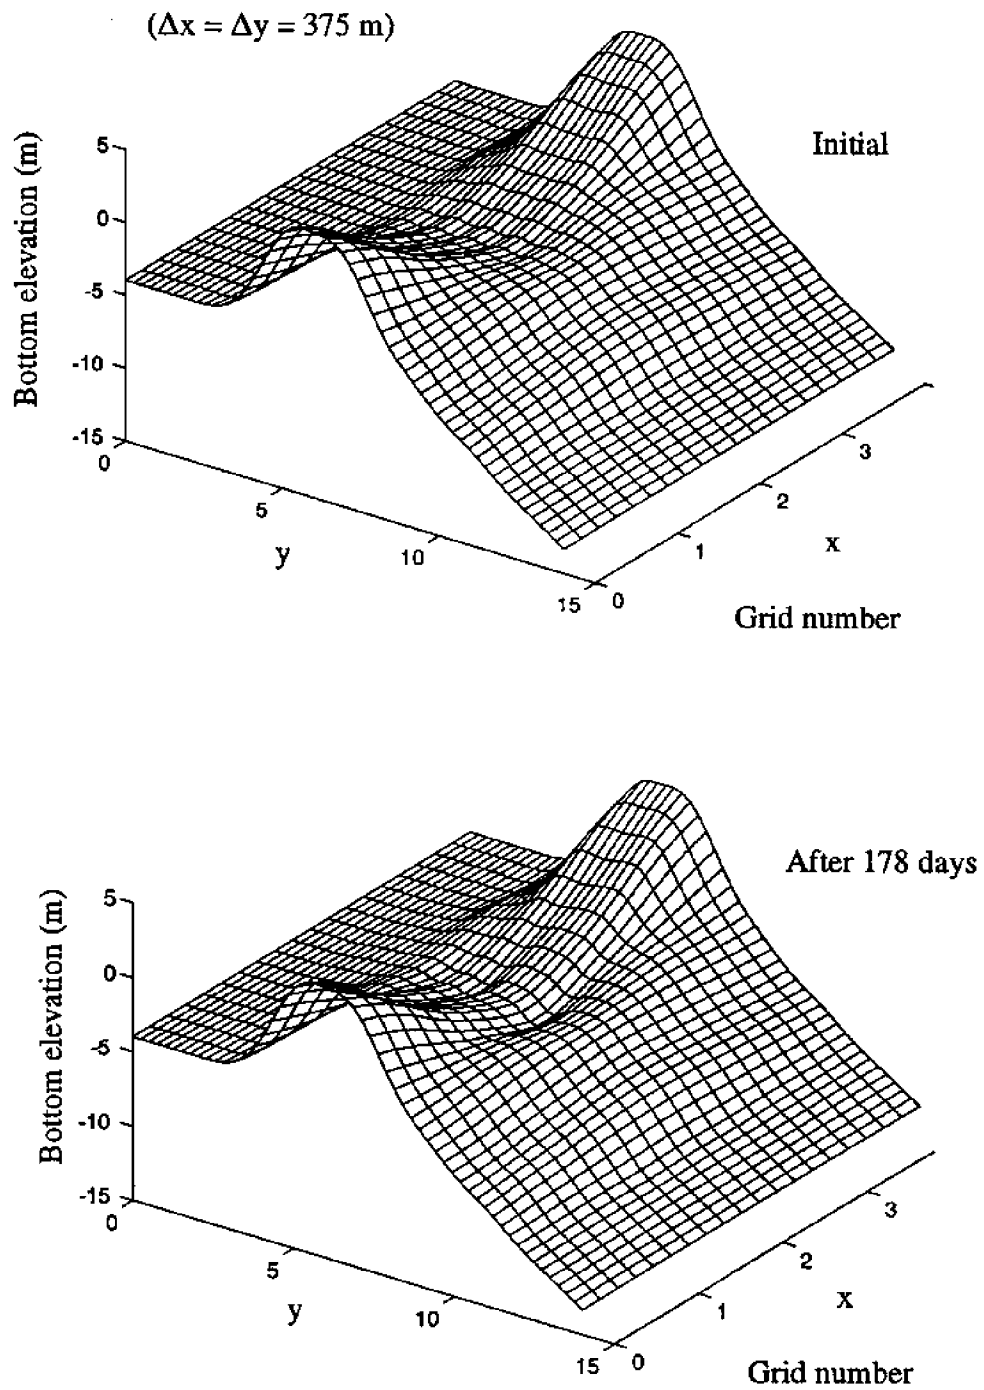 (Δx = Δy = 375 m)
Initial
Bottom elevation (m)
5
0
-5
-10
-15
0
5
10
15
y
0
1
2
3
x
Grid number
After 178 days
Bottom elevation (m)
5
0
-5
-10
-15
0
5
10
15
y
0
1
2
3
x
Grid number